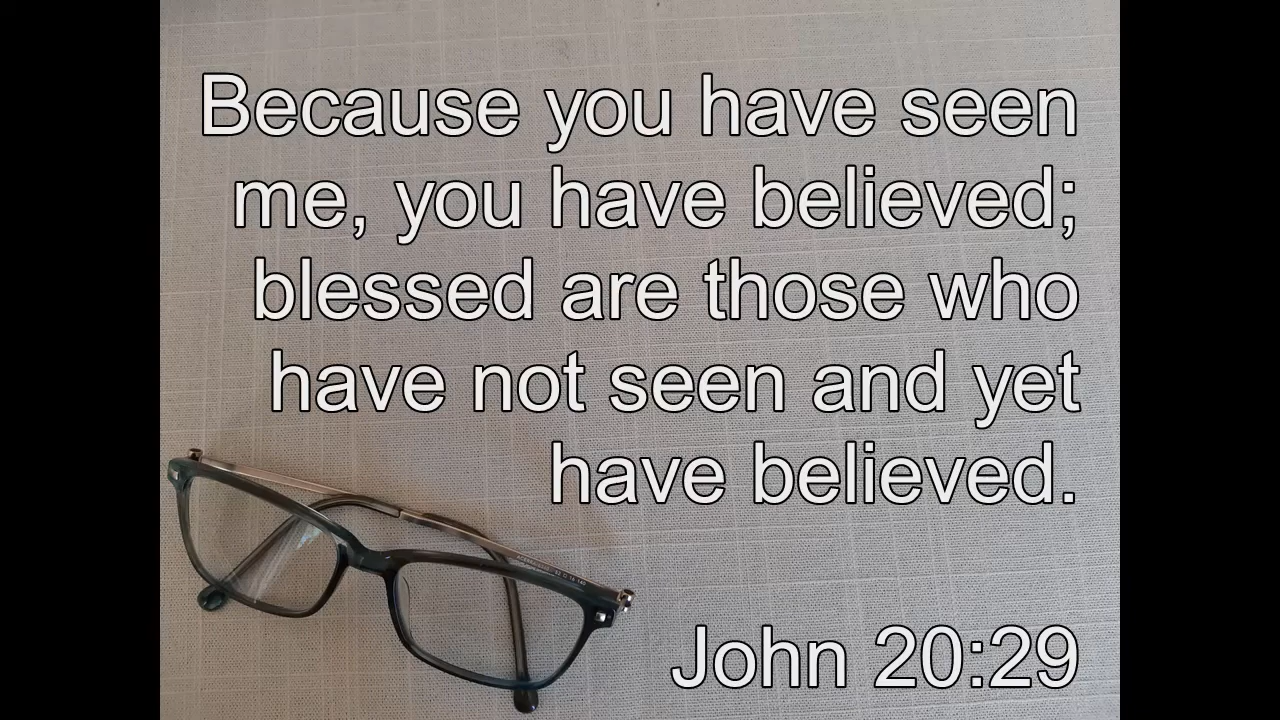 Because you have seen
me, you have believed;
blessed are those who
have not seen and yet
have believed.
John 20:29